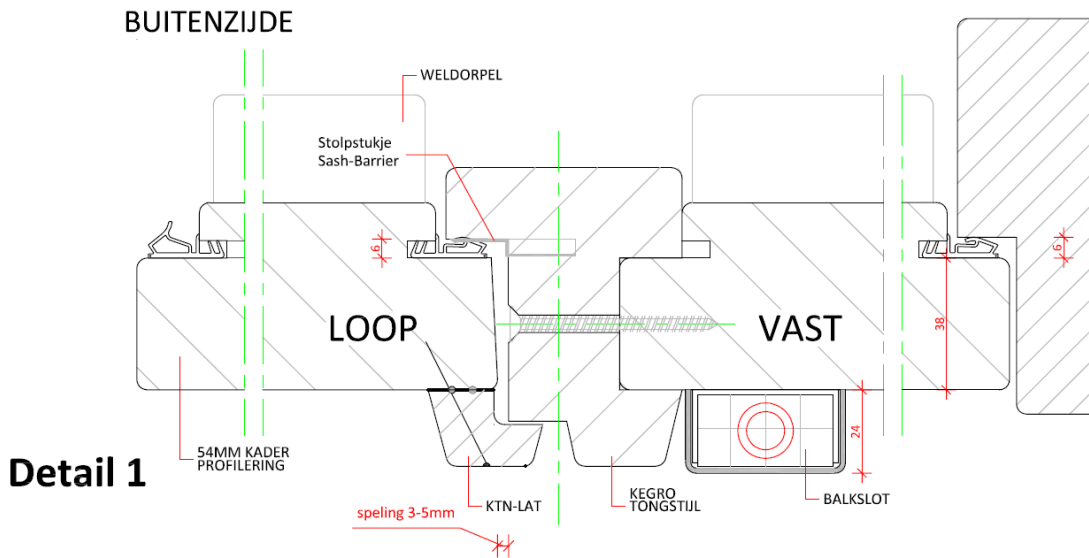 BUITENZIJDE
WELDORPEL
Stolpstukje
Sash-Barrier
6
6
LOOP
VAST
38
24
54MM KADER
PROFILERING
Detail 1
KTN-LAT
KEGRO
TONGSTIJL
BALKSLOT
speling 3-5mm